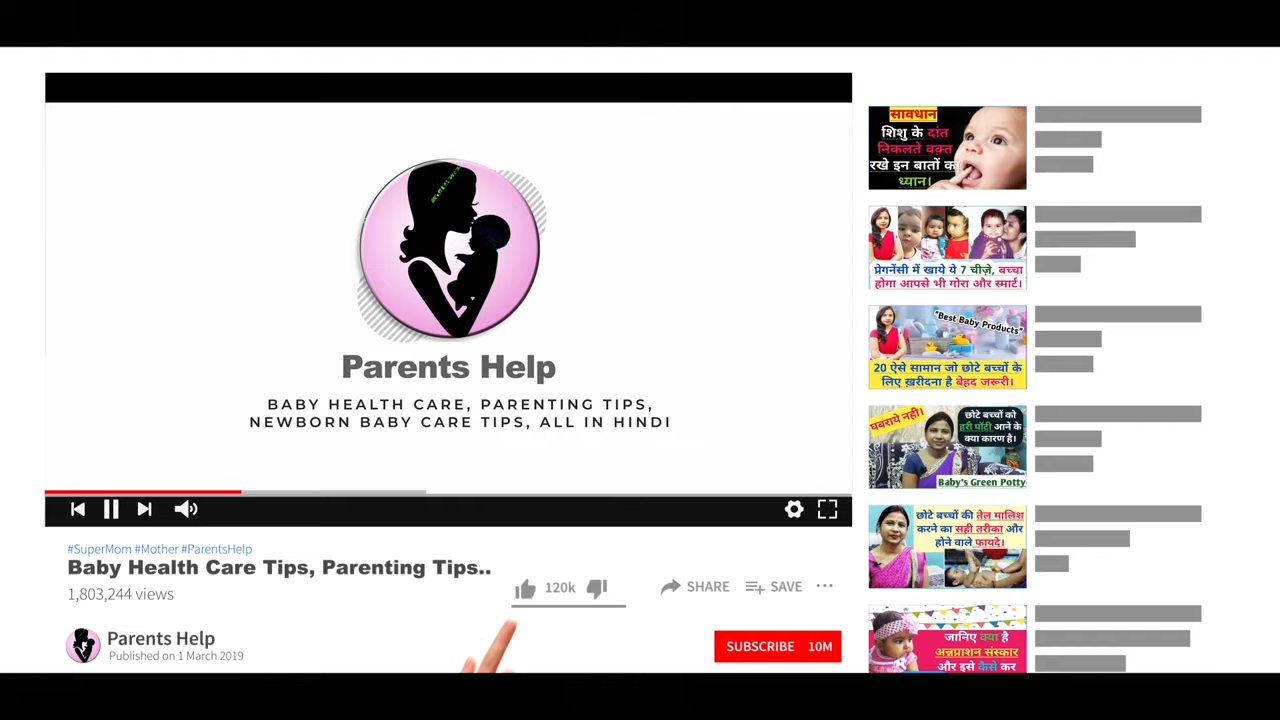 Parents Help
BABY HEALTH CARE, PARENTING TIPS,
NEWBORN BABY CARE TIPS, ALL IN HINDI
#SuperMom #Mother #ParentsHelp
Baby Health Care Tips, Parenting Tips..
1,803,244 views
120k
SHARE
SAVE
Parents Help
Published on 1 March 2019
SUBSCRIBE 10M
सावधान
शिशु के दांत
निकलते वक़्त
रखे इन बातों का
ध्यान।
प्रेगनेंसी में खाये ये 7 चीज़े, बच्चा
होगा आपसे भी गोरा और स्मार्ट।
"Best Baby Products"
20 ऐसे सामान जो छोटे बच्चों के
लिए ख़रीदना है बेहद जरूरी।
घबराये नही।
छोटे बच्चों को
हरी पॉटी आने के
क्या कारण है।
Baby's Green Potty
छोटे बच्चों की तेल मालिश
करने का सही तरीका और
होने वाले फायदे।
जानिए क्या है
अन्नप्राशन संस्कार
और इसे कैसे कर